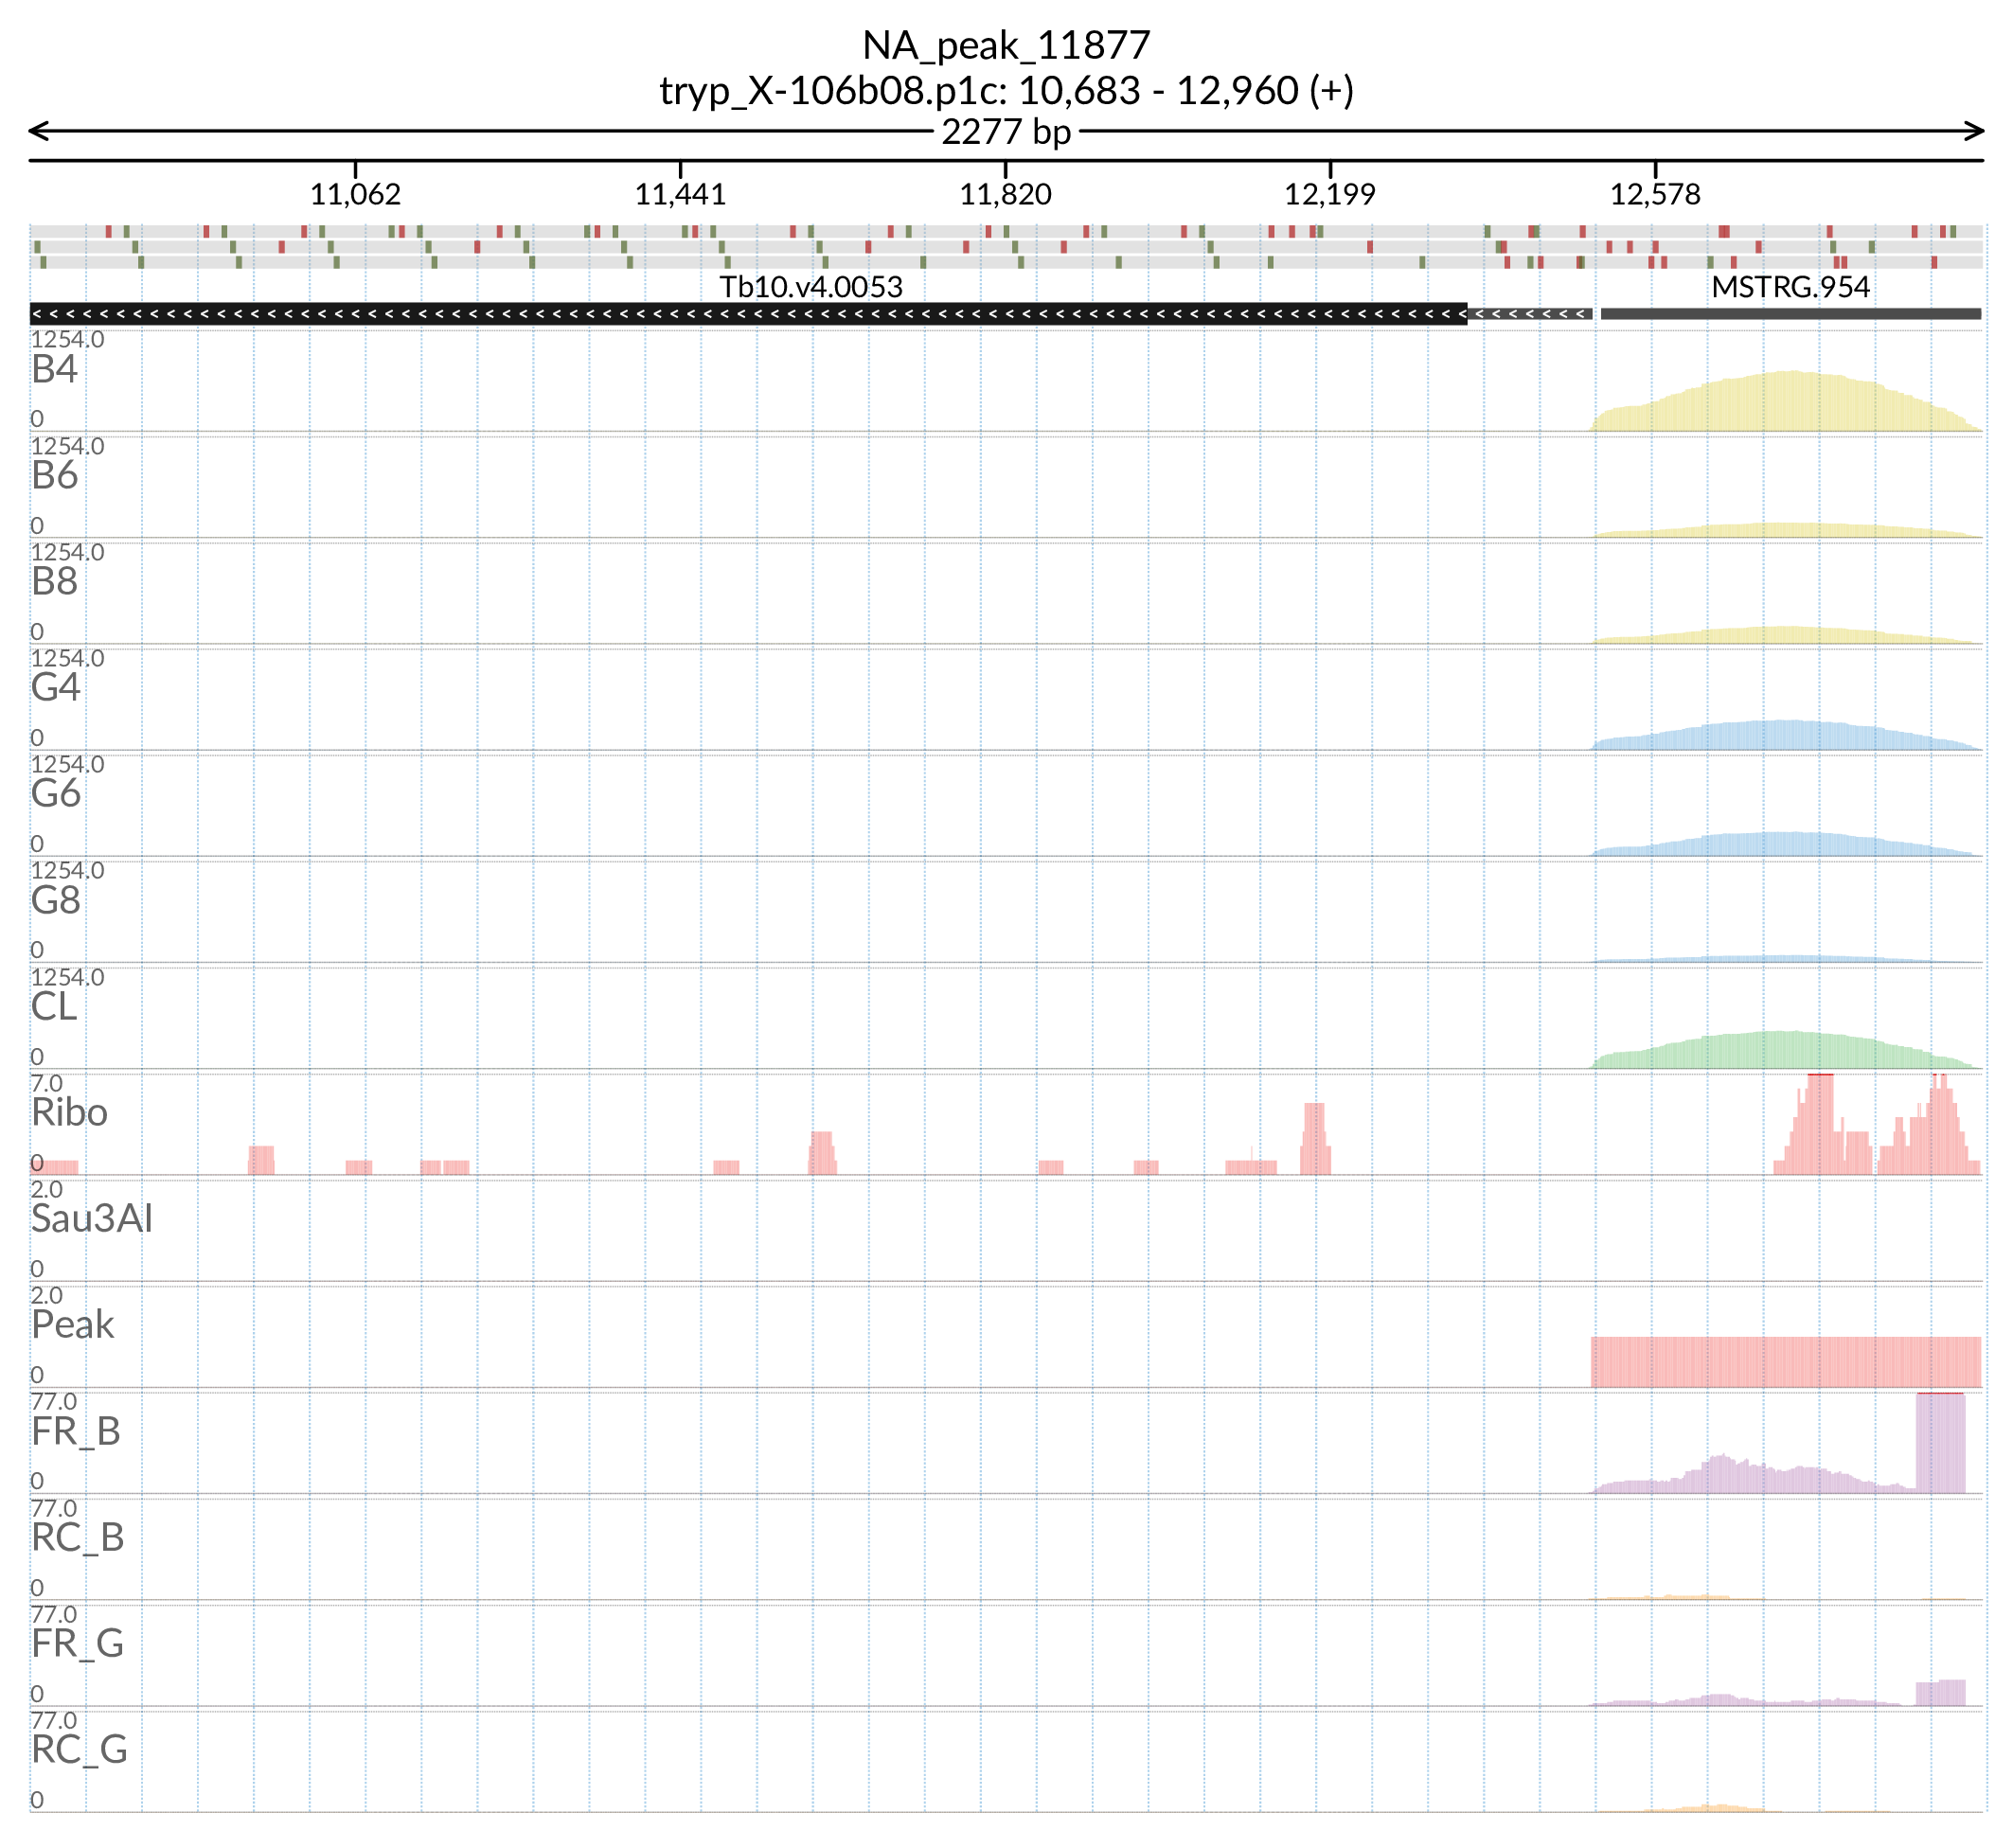 NA_peak_11877
tryp_X-106b08.p1c: 10,683 - 12,960 (+)
2277 bp
11,062 11,441 11,820 12,199 12,578
Tb10.v4.0053 MSTRG.954
1254.0
B4
0
1254.0
B6
0
1254.0
B8
0
1254.0
G4
0
1254.0
G6
0
1254.0
G8
0
1254.0
CL
0
7.0
Ribo
0
2.0
Sau3AI
0
2.0
Peak
0
77.0
FR_B
0
77.0
RC_B
0
77.0
FR_G
0
77.0
RC_G
0